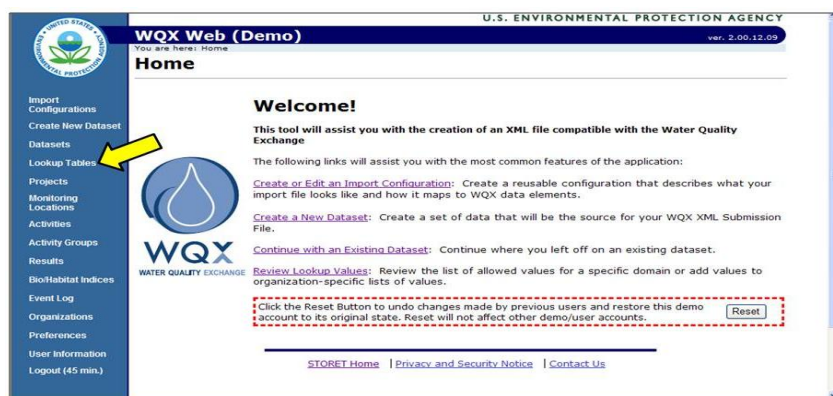 U.S. ENVIRONMENTAL PROTECTION AGENCY
UNITED STATES
ENVIRONMENTAL PROTECTION
WQX Web (Demo)
ver. 2.00.12.09
You are here: Home
Home
Import
Configurations
Create New Dataset
Datasets
Lookup Tables
Projects
Monitoring
Locations
Activities
Activity Groups
Results
Bio/Habitat Indices
Event Log
Organizations
Preferences
User Information
Logout (45 min.)
WQX
WATER QUALITY EXCHANGE
Welcome!
This tool will assist you with the creation of an XML file compatible with the Water Quality
Exchange
The following links will assist you with the most common features of the application:
Create or Edit an Import Configuration: Create a reusable configuration that describes what your
import file looks like and how it maps to WQX data elements.
Create a New Dataset: Create a set of data that will be the source for your WQX XML Submission
File.
Continue with an Existing Dataset: Continue where you left off on an existing dataset.
Review Lookup Values: Review the list of allowed values for a specific domain or add values to
organization-specific lists of values.
Click the Reset Button to undo changes made by previous users and restore this demo
account to its original state. Reset will not affect other demo/user accounts.
Reset
STORET Home | Privacy and Security Notice | Contact Us